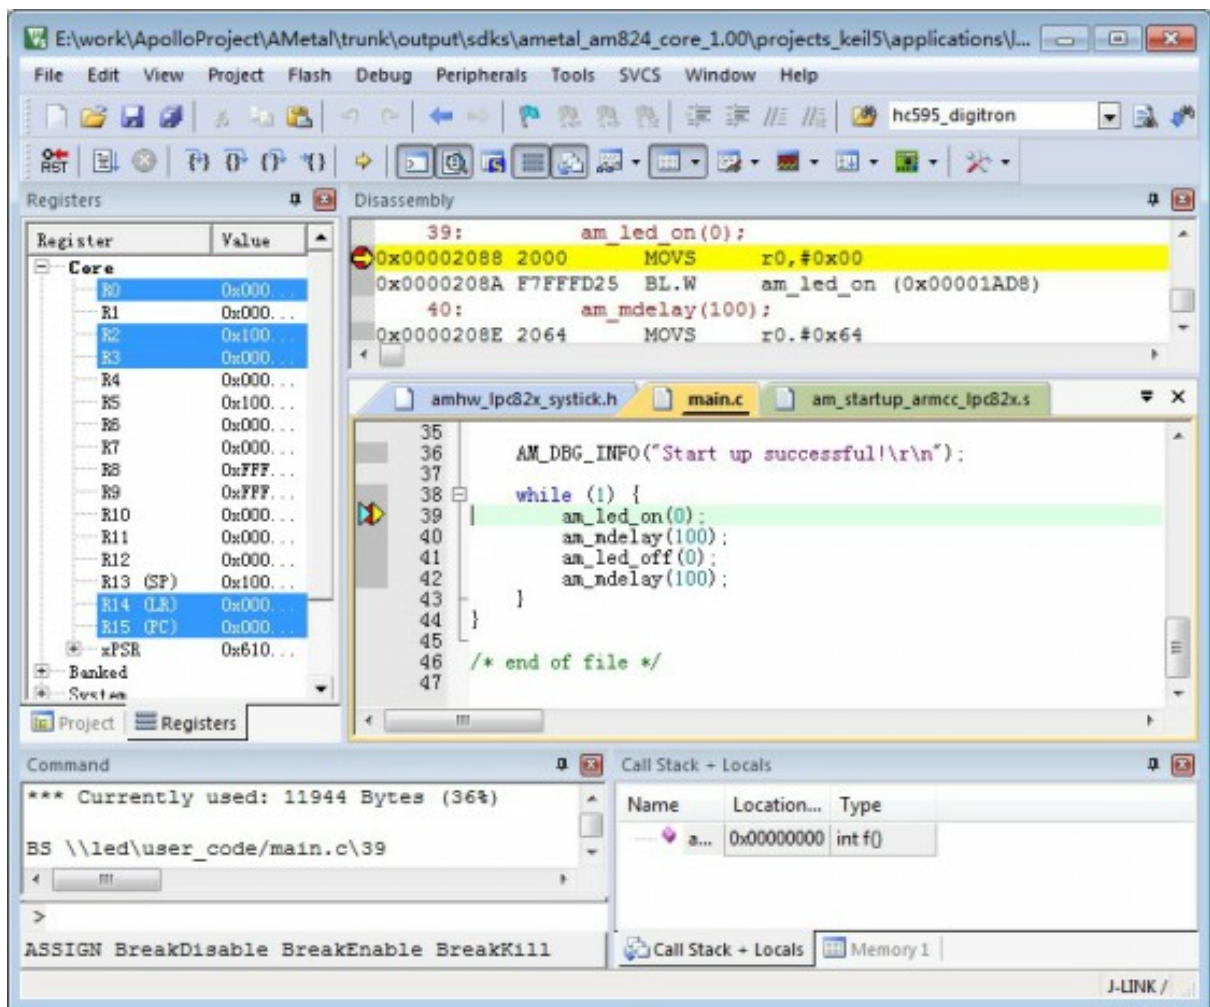 E:\work\ApolloProject\AMetal\trunk\output\sdks\ametal_am824_core_1.00\projects_keil5\applications\l...
File Edit View Project Flash Debug Peripherals Tools SVCS Window Help
hc595_digitron
RST
Registers
Register Value
Core
R0 0x000...
R1 0x000...
R2 0x100...
R3 0x000...
R4 0x000...
R5 0x100...
R6 0x000...
R7 0x000...
R8 0xFFF...
R9 0xFFF...
R10 0x000...
R11 0x000...
R12 0x000...
R13 (SP) 0x100...
R14 (LR) 0x000...
R15 (PC) 0x000...
xPSR 0x610...
Banked
System
Project Registers
Disassembly
39: am_led_on(0);
0x00002088 2000 MOVS r0,#0x00
0x0000208A F7FFFD25 BL.W am_led_on (0x00001AD8)
40: am_mdelay(100);
0x0000208E 2064 MOVS r0.#0x64
amhw_lpc82x_systick.h main.c am_startup_armcc_lpc82x.s
35
36 AM_DBG_INFO("Start up successful!\r\n");
37
38 while (1) {
39 am_led_on(0);
40 am_mdelay(100);
41 am_led_off(0);
42 am_mdelay(100);
43 }
44 }
45
46 /* end of file */
47
Command
*** Currently used: 11944 Bytes (36%)
BS \\led\user_code/main.c\39
>
ASSIGN BreakDisable BreakEnable BreakKill
Call Stack + Locals
Name Location... Type
a... 0x00000000 int f()
Call Stack + Locals Memory 1
J-LINK /